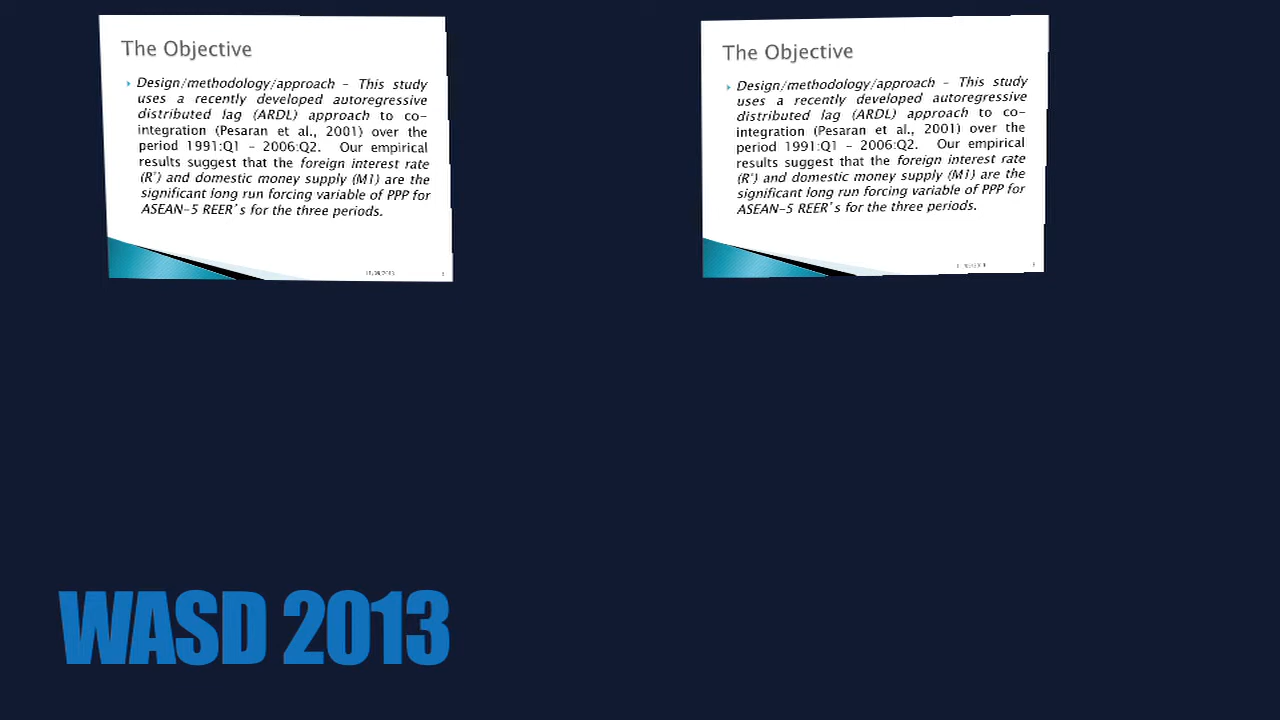 The Objective
Design/methodology/approach – This study
uses a recently developed autoregressive
distributed lag (ARDL) approach to co-
integration (Pesaran et al., 2001) over the
period 1991:Q1 – 2006:Q2. Our empirical
results suggest that the foreign interest rate
(R*) and domestic money supply (M1) are the
significant long run forcing variable of PPP for
ASEAN-5 REER's for the three periods.
The Objective
Design/methodology/approach – This study
uses a recently developed autoregressive
distributed lag (ARDL) approach to co-
integration (Pesaran et al., 2001) over the
period 1991:Q1 – 2006:Q2. Our empirical
results suggest that the foreign interest rate
(R*) and domestic money supply (M1) are the
significant long run forcing variable of PPP for
ASEAN-5 REER's for the three periods.
WASD 2013